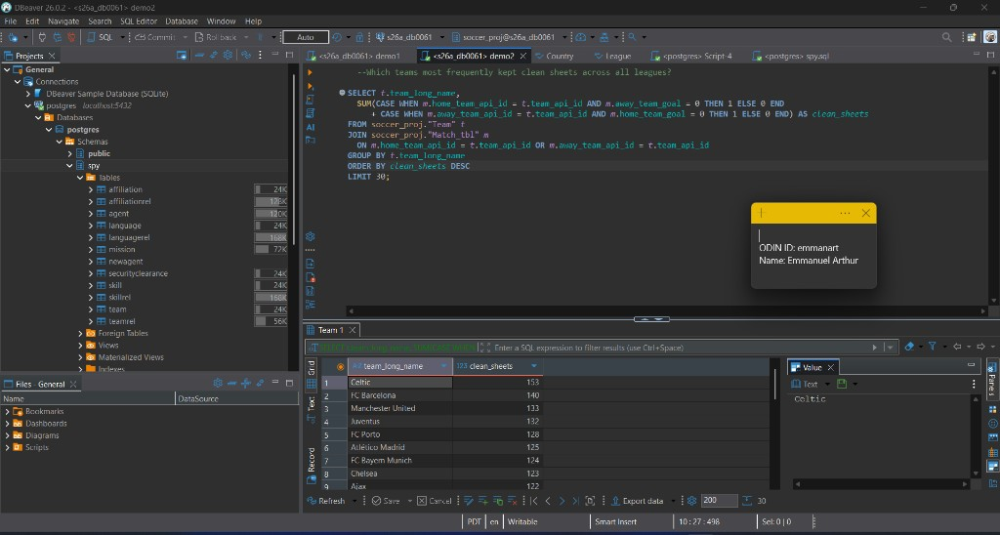 DBeaver 26.0.2 - <s26a_db0061> demo2
File Edit Navigate Search SQL Editor Database Window Help
SQL Commit Rollback Auto s26a_db0061 soccer_proj@s26a_db0061
Projects
<s26a_db0061> demo1 <s26a_db0061> demo2 Country League <postgres> Script-4 <postgres> spy.sql
General
Connections
DBeaver Sample Database (SQLite)
postgres localhost:5432
Databases
postgres
Schemas
public
spy
Tables
affiliation 24K
affiliationrel 128K
agent 120K
language 24K
languagerel 168K
mission 72K
newagent
securityclearance 24K
skill 24K
skillrel 168K
team 24K
teamrel 56K
Foreign Tables
Views
Materialized Views
Indexes
--Which teams most frequently kept clean sheets across all leagues?
SELECT t.team_long_name,
SUM(CASE WHEN m.home_team_api_id = t.team_api_id AND m.away_team_goal = 0 THEN 1 ELSE 0 END
+ CASE WHEN m.away_team_api_id = t.team_api_id AND m.home_team_goal = 0 THEN 1 ELSE 0 END) AS clean_sheets
FROM soccer_proj."Team" t
JOIN soccer_proj."Match_tbl" m
ON m.home_team_api_id = t.team_api_id OR m.away_team_api_id = t.team_api_id
GROUP BY t.team_long_name
ORDER BY clean_sheets DESC
LIMIT 30;
ODIN ID: emmanart
Name: Emmanuel Arthur
Files - General
Name DataSource
Bookmarks
Dashboards
Diagrams
Scripts
Team 1
Enter a SQL expression to filter results (use Ctrl+Space)
Grid
Text
Record
team_long_name 123 clean_sheets
1 Celtic 153
2 FC Barcelona 140
3 Manchester United 133
4 Juventus 132
5 FC Porto 128
6 Atlético Madrid 125
7 FC Bayern Munich 124
8 Chelsea 123
9 Ajax 122
Value
Text
Celtic
Panels
Refresh Save Cancel Export data 200 30
PDT en Writable Smart Insert 10 : 27 : 498 Sel: 0 | 0